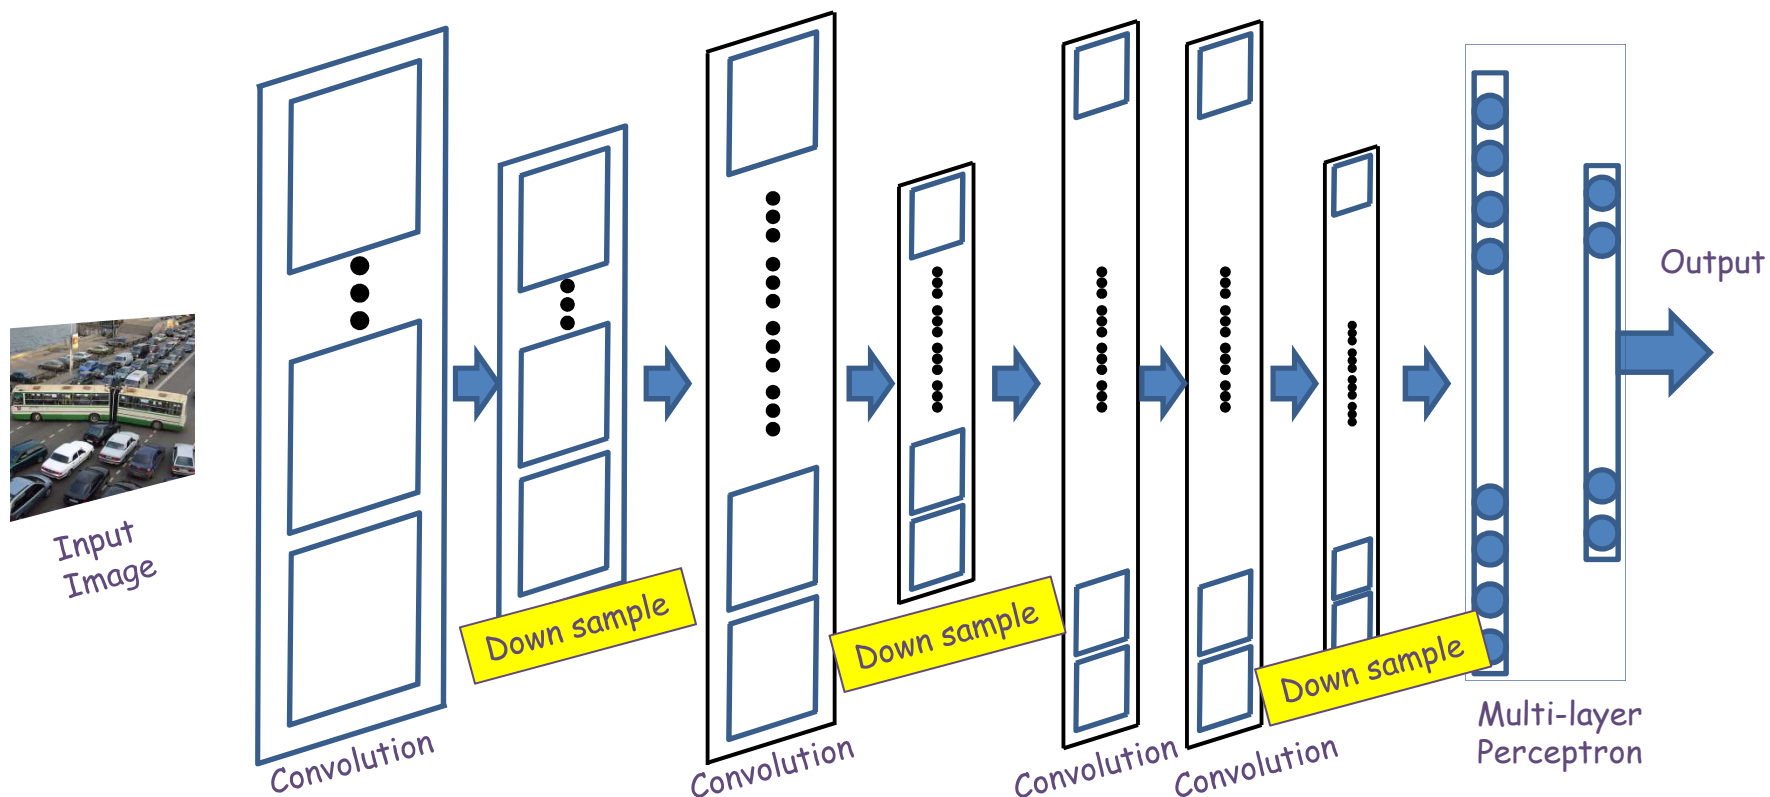 Input
Image
Convolution
Down sample
Convolution
Down sample
Convolution
Convolution
Down sample
Multi-layer
Perceptron
Output